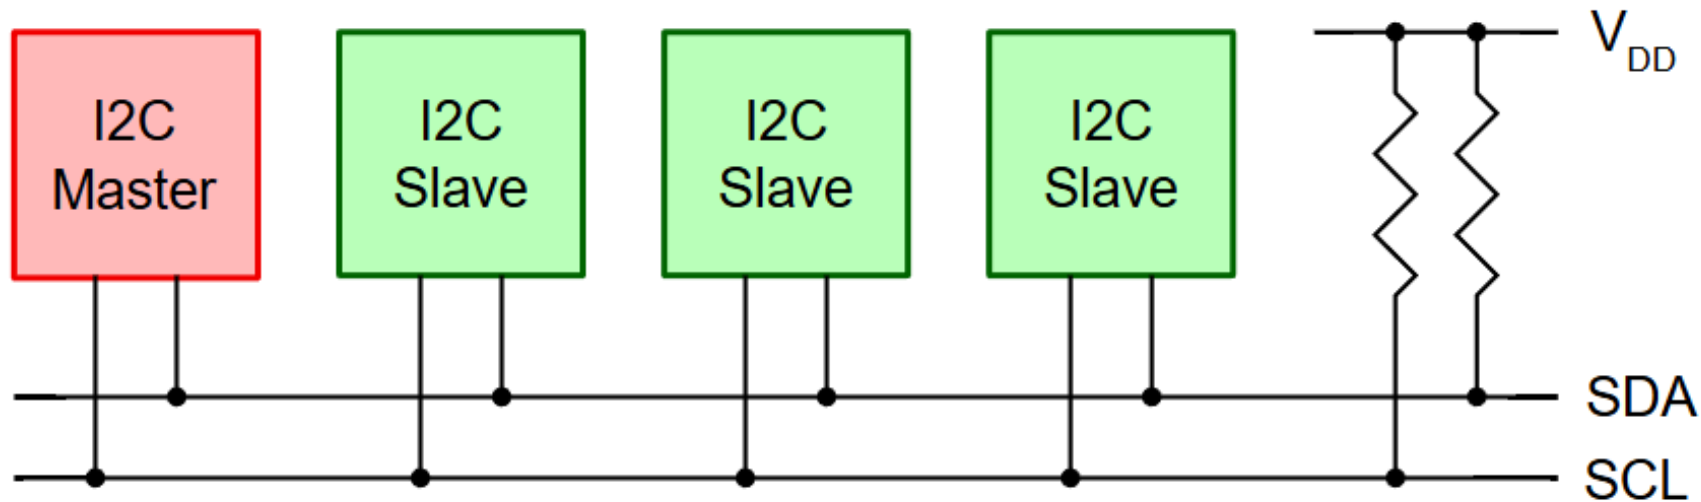 I2C
Master
I2C
Slave
I2C
Slave
I2C
Slave
VDD
SDA
SCL